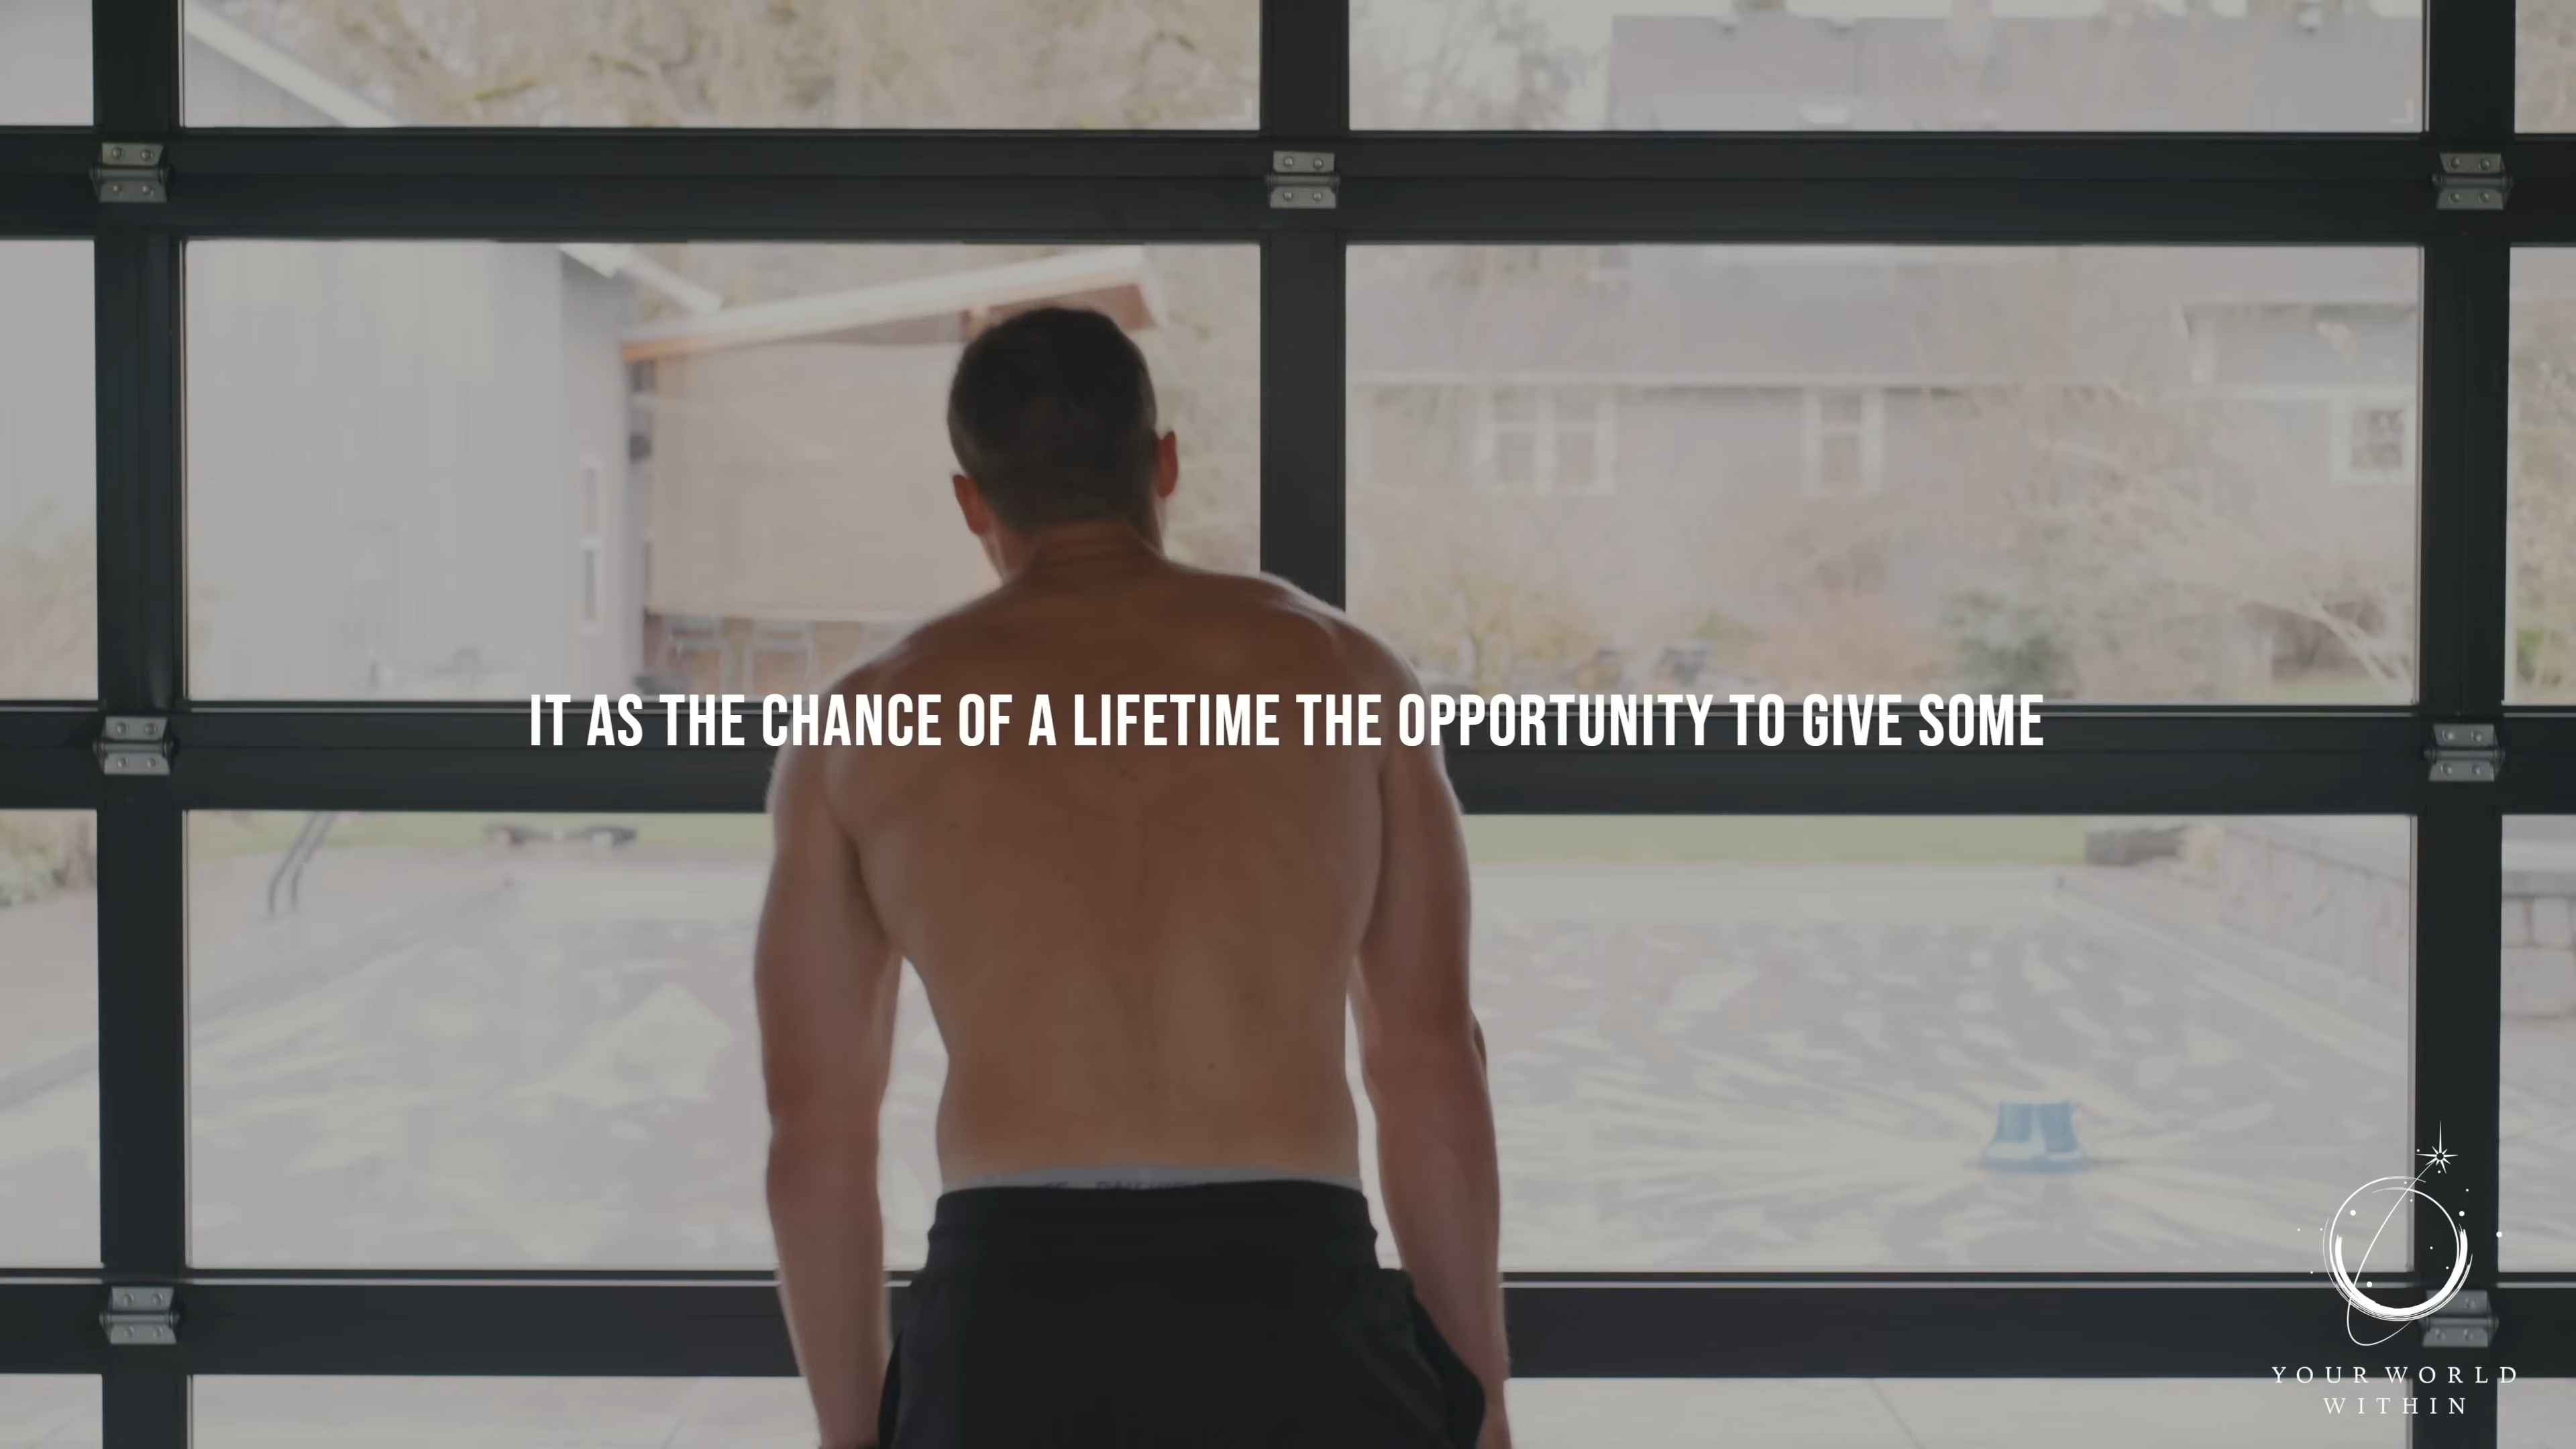 IT AS THE CHANCE OF A LIFETIME THE OPPORTUNITY TO GIVE SOME
YOUR WORLD
WITHIN